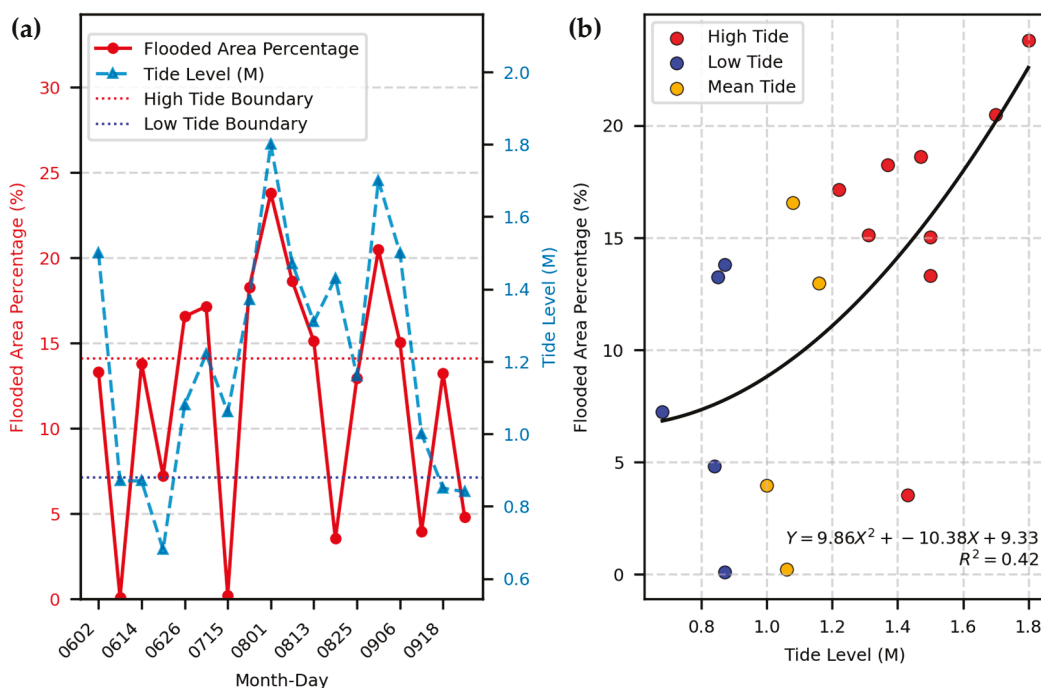 (a)
Flooded Area Percentage
Tide Level (M)
High Tide Boundary
Low Tide Boundary
Flooded Area Percentage (%)
30
25
20
15
10
5
0
2.0
1.8
1.6
1.4
1.2
1.0
0.8
0.6
Tide Level (M)
0602
0614
0626
0715
0801
0813
0825
0906
0918
Month-Day
(b)
High Tide
Low Tide
Mean Tide
Flooded Area Percentage (%)
20
15
10
5
0
Y = 9.86X² + −10.38X + 9.33
R² = 0.42
0.8 1.0 1.2 1.4 1.6 1.8
Tide Level (M)